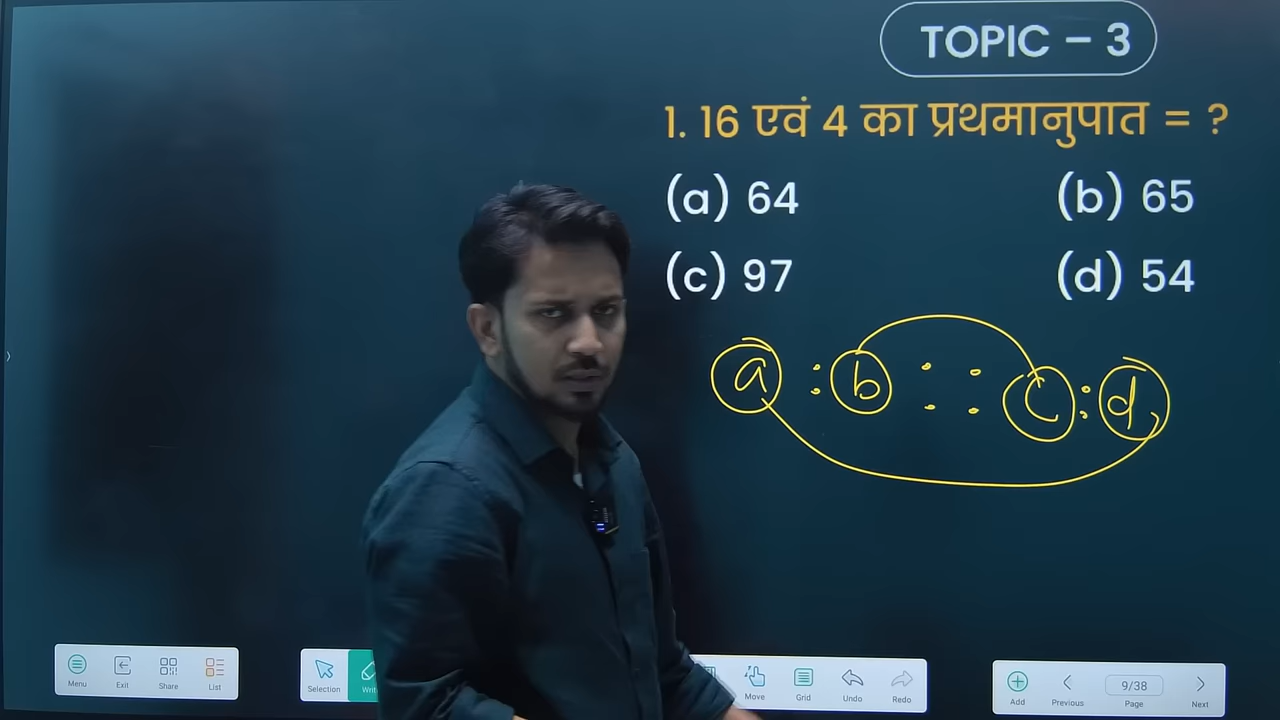 TOPIC – 3
1. 16 एवं 4 का प्रथमानुपात = ?
(a) 64 (b) 65
(c) 97 (d) 54
a : b : : c : d
Menu Exit Share List Selection Move Grid Undo Redo Add Previous 9/38 Page Next